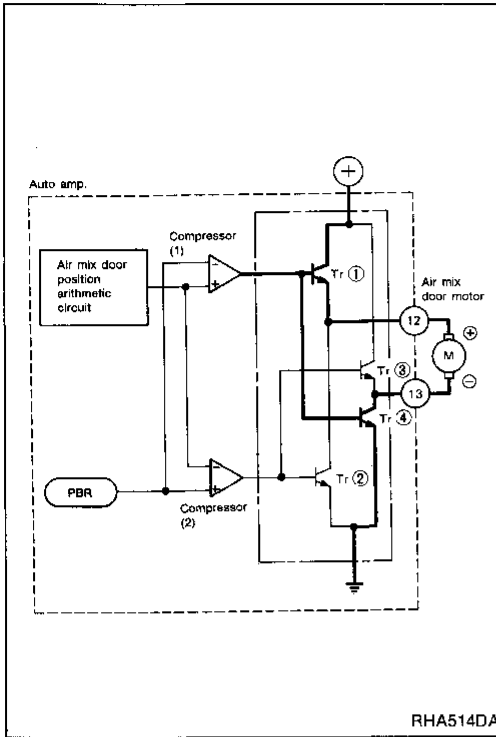 Auto amp.
+
Compressor
(1)
Air mix door
position
arithmetic
circuit
−
+
Tr ①
Air mix
door motor
12
⊕
M
Tr ③
⊖
13
Tr ④
−
+
Tr ②
PBR
Compressor
(2)
RHA514DA